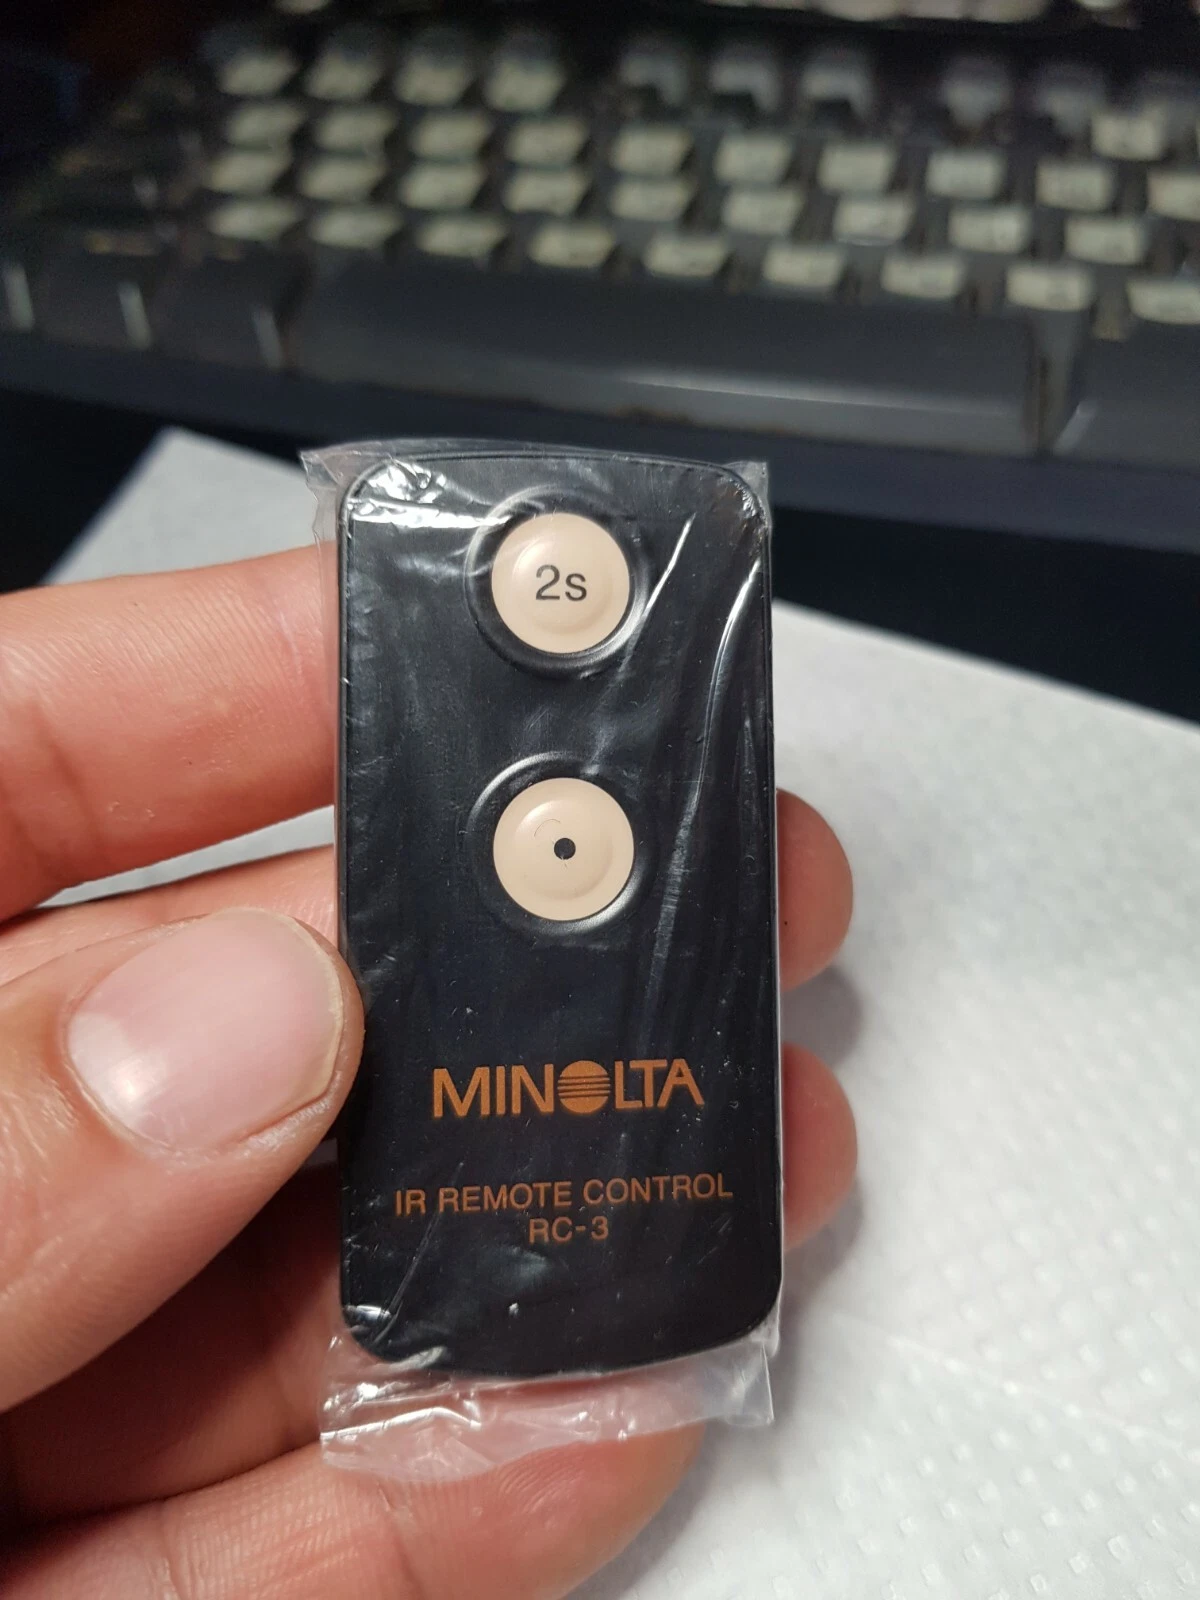 2s
MINOLTA
IR REMOTE CONTROL
RC-3